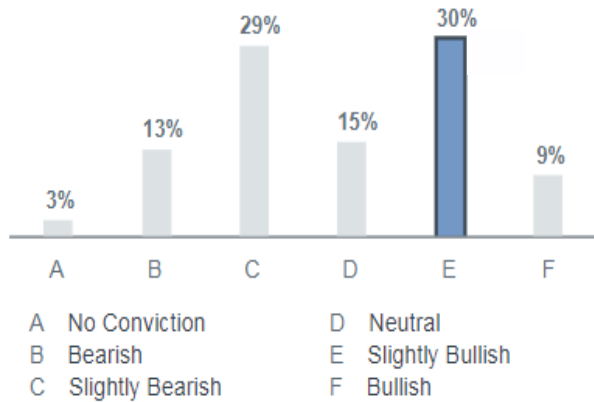 30%
29%
15%
13%
9%
3%
A B C D E F
A No Conviction D Neutral
B Bearish E Slightly Bullish
C Slightly Bearish F Bullish